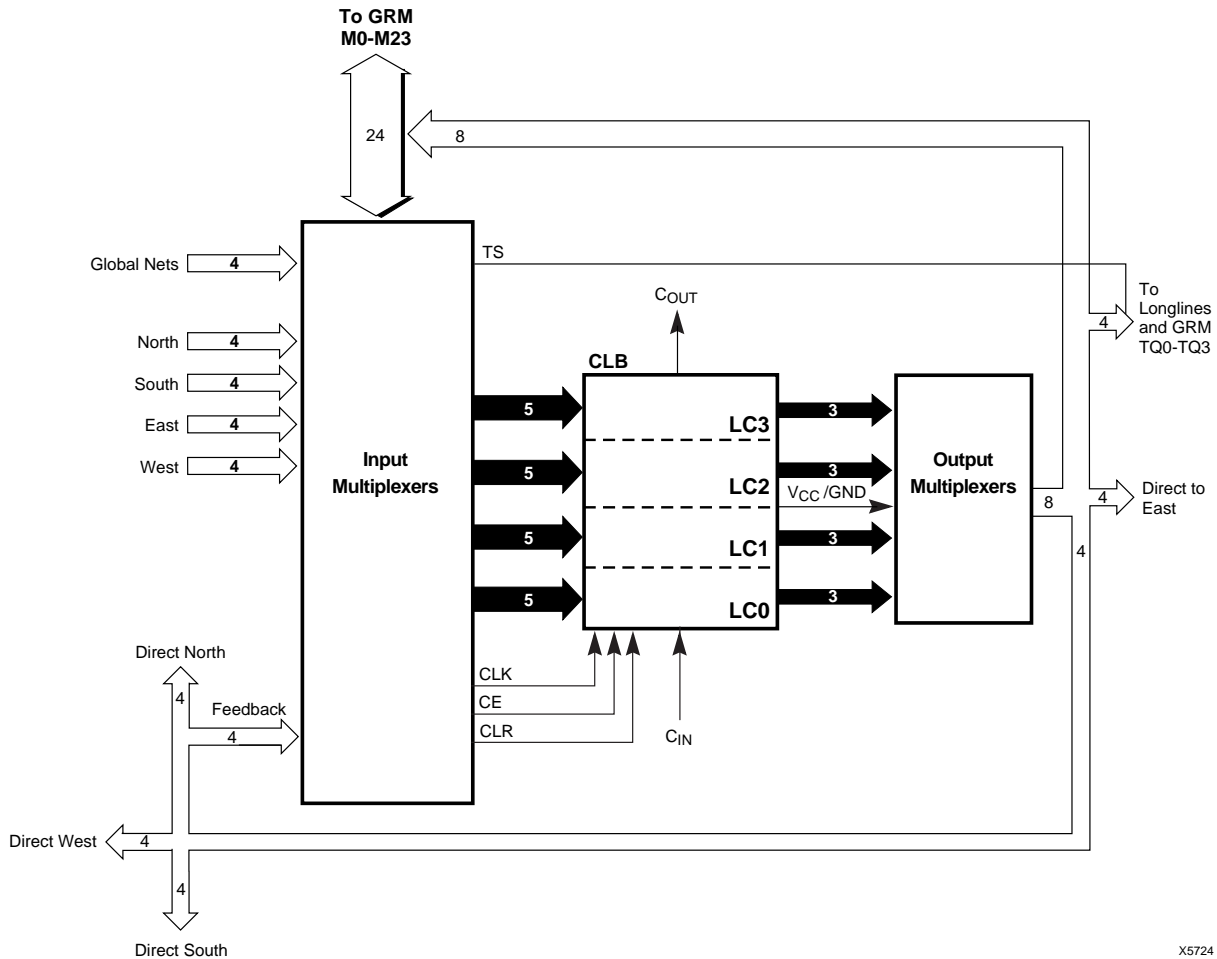 To GRM
M0-M23
24
8
Global Nets
4
TS
North
4
South
4
East
4
West
4
Input
Multiplexers
COUT
CLB
5
5
5
5
LC3
LC2
LC1
LC0
VCC /GND
3
3
3
3
Output
Multiplexers
4
To
Longlines
and GRM
TQ0-TQ3
8
4
Direct to
East
4
CLK
CE
CLR
CIN
Direct North
4
Feedback
4
Direct West
4
4
Direct South
X5724